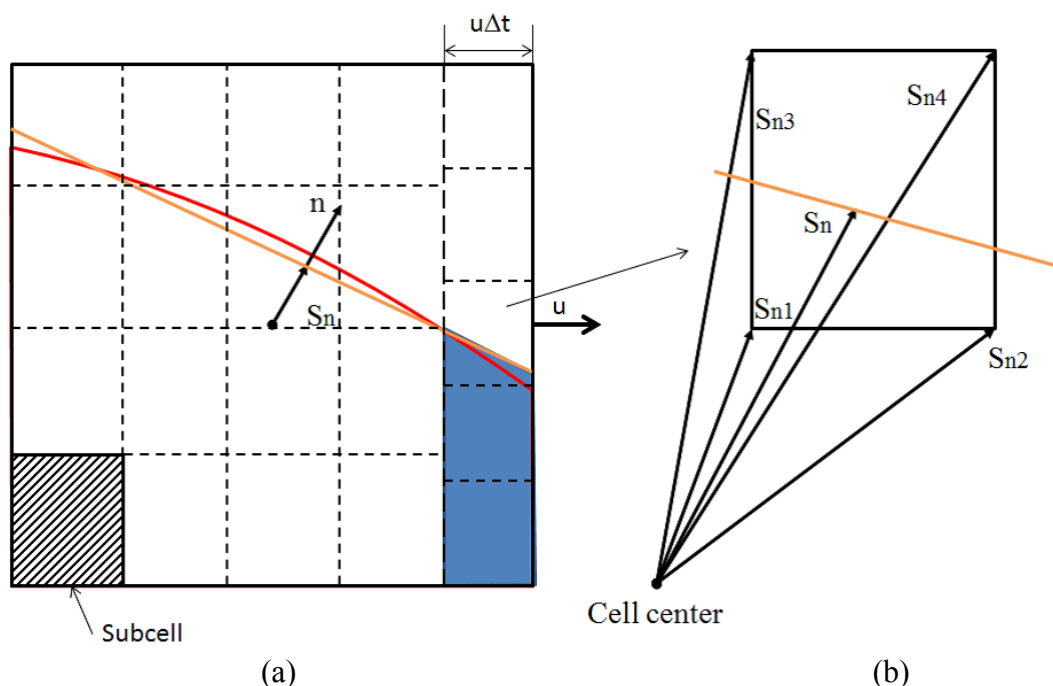 uΔt
n
Sn
u
Subcell
(a)
Sn3
Sn4
Sn
Sn1
Sn2
Cell center
(b)